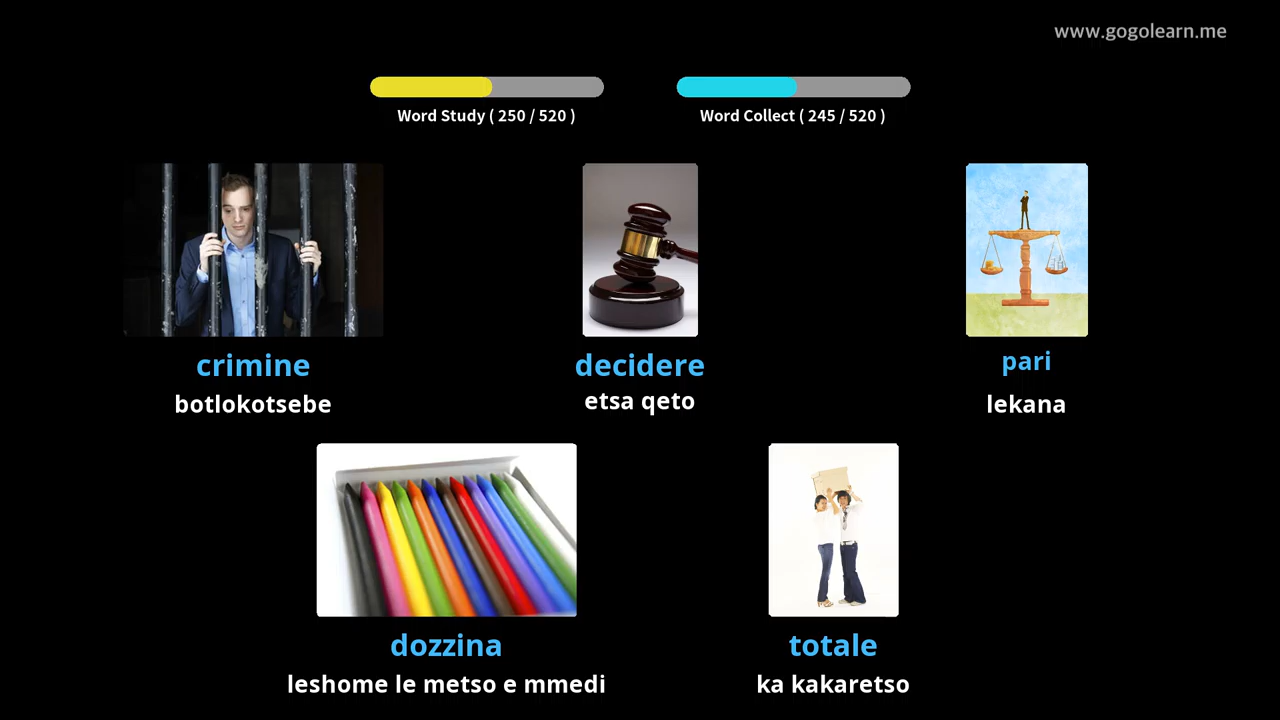 www.gogolearn.me
Word Study ( 250 / 520 )
Word Collect ( 245 / 520 )
crimine
botlokotsebe
decidere
etsa qeto
pari
lekana
dozzina
leshome le metso e mmedi
totale
ka kakaretso